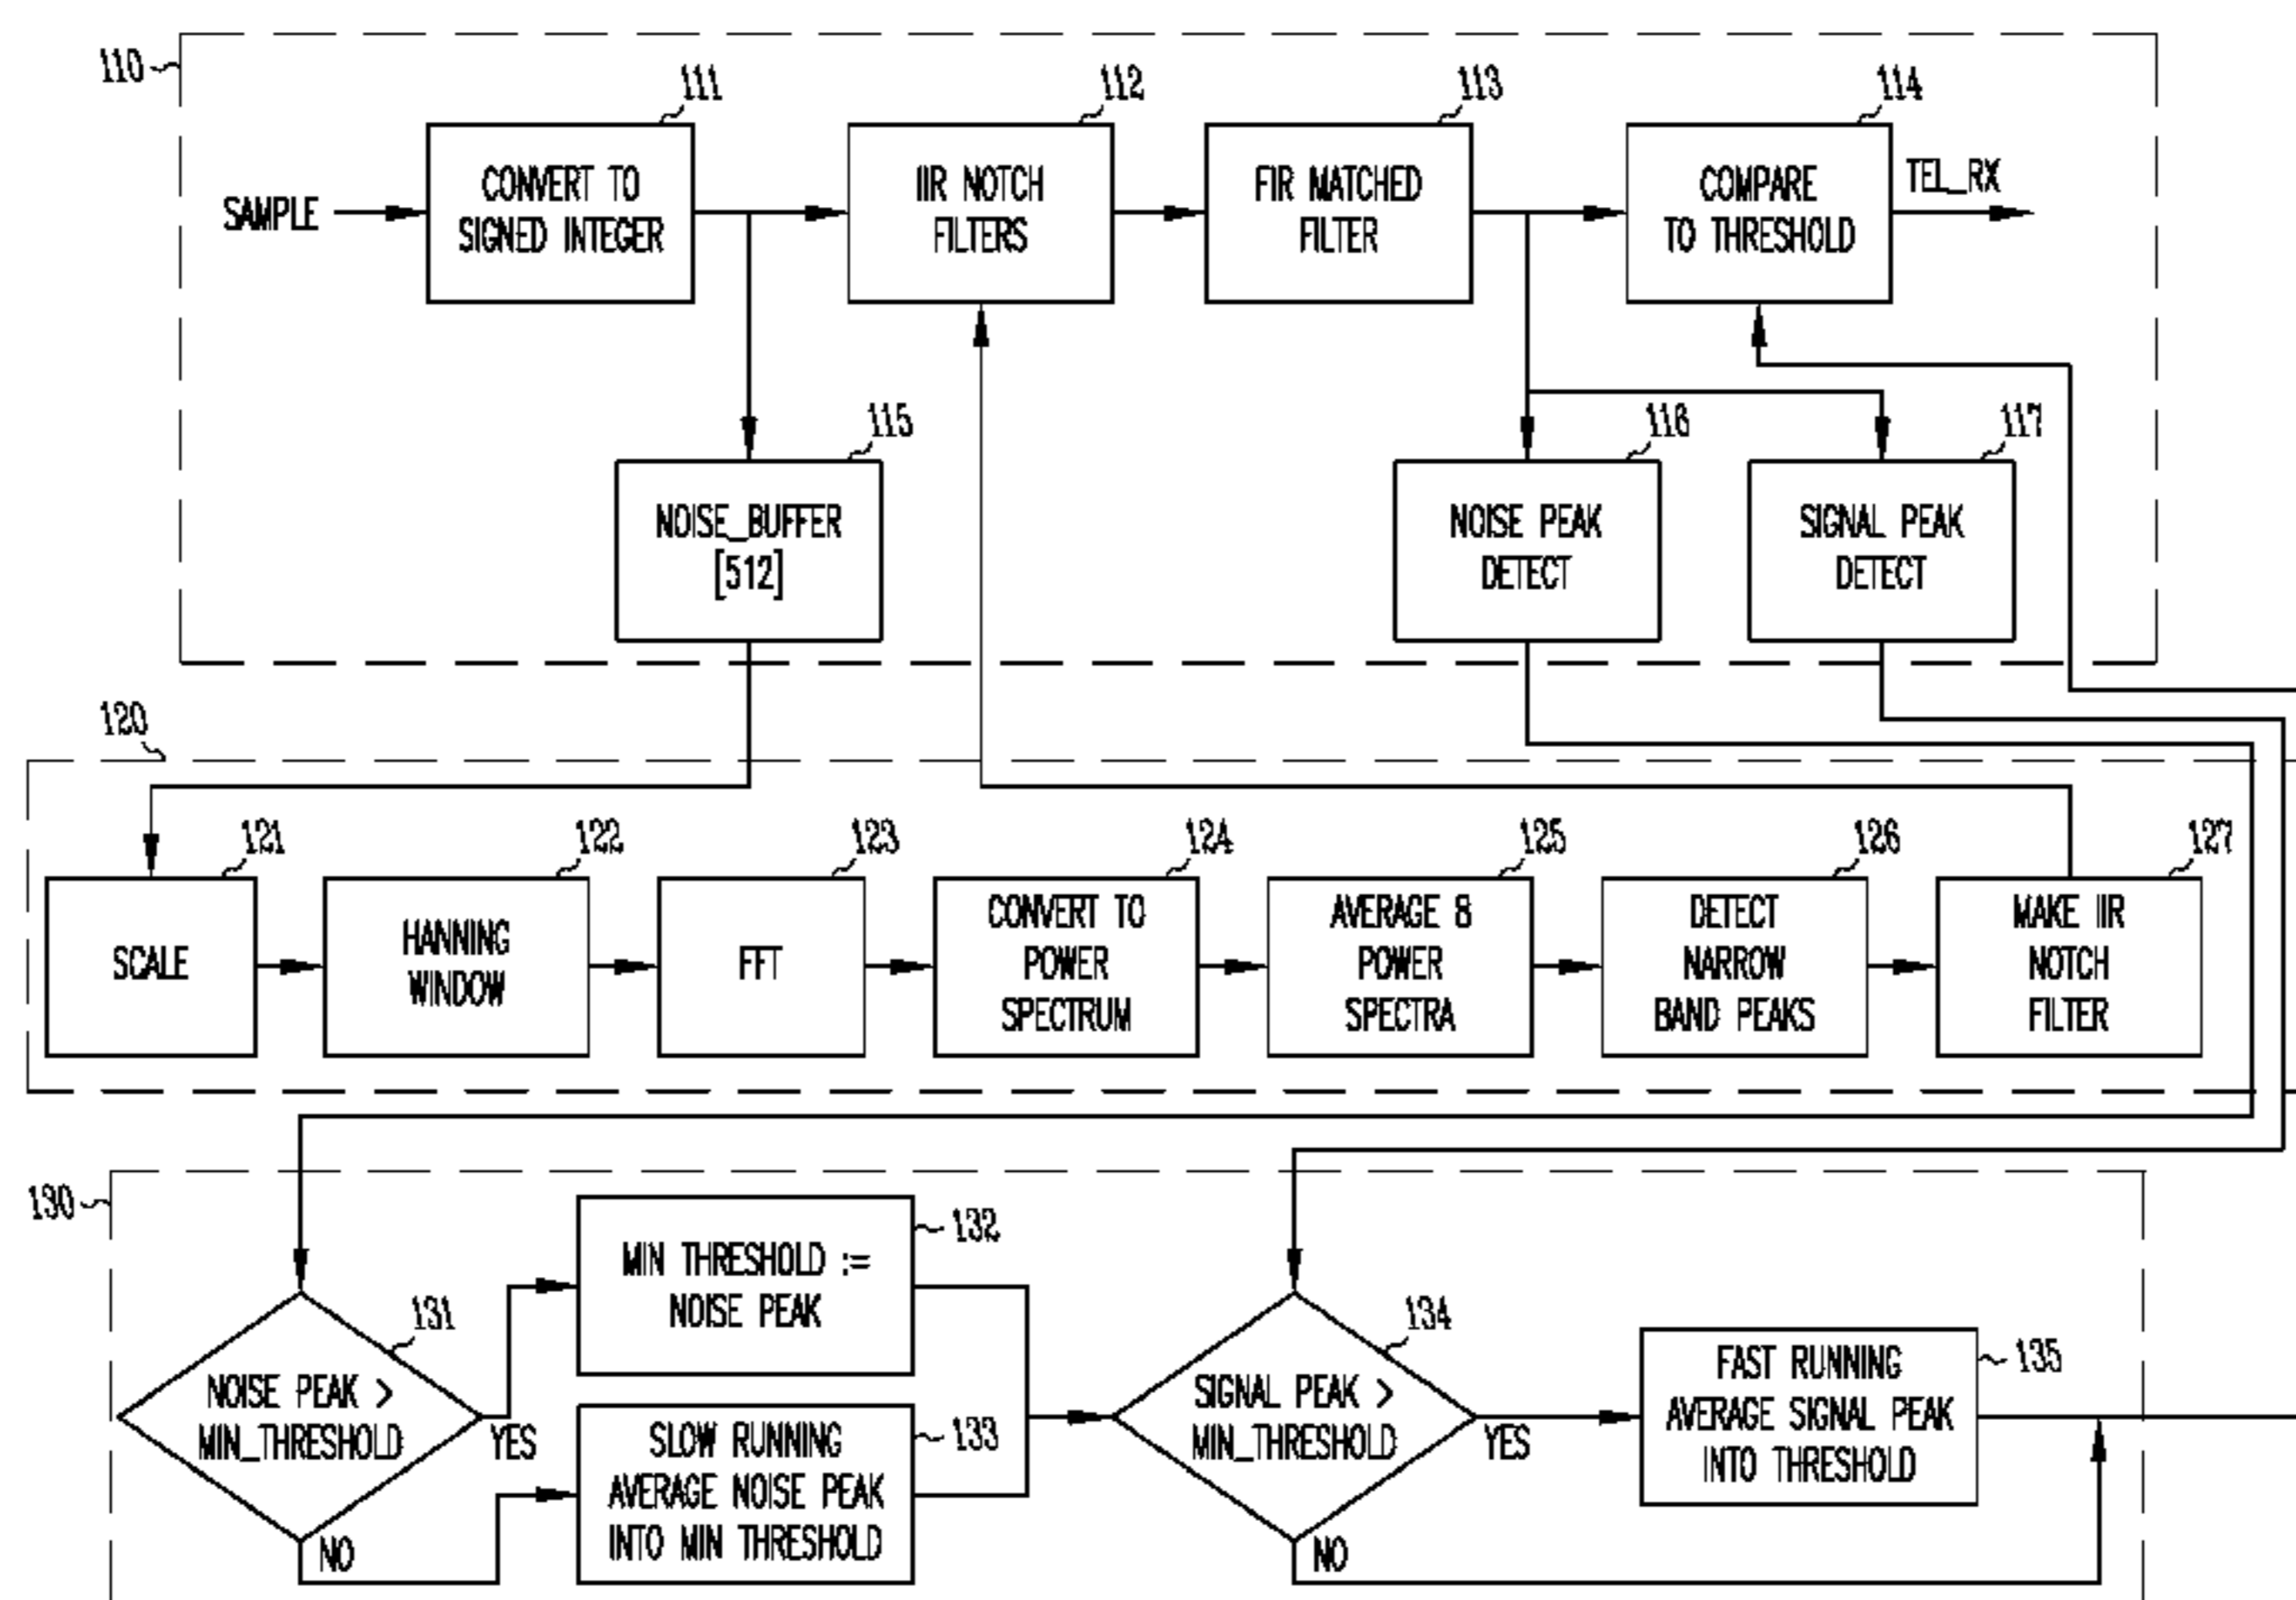 110
111
112
113
114
SAMPLE
CONVERT TO
SIGNED INTEGER
IIR NOTCH
FILTERS
FIR MATCHED
FILTER
COMPARE
TO THRESHOLD
TEL_RX
115
116
117
NOISE_BUFFER
[512]
NOISE PEAK
DETECT
SIGNAL PEAK
DETECT
120
121
122
123
124
125
126
127
SCALE
HANNING
WINDOW
FFT
CONVERT TO
POWER
SPECTRUM
AVERAGE 8
POWER
SPECTRA
DETECT
NARROW
BAND PEAKS
MAKE IIR
NOTCH
FILTER
130
131
NOISE PEAK >
MIN_THRESHOLD
YES
NO
132
MIN THRESHOLD :=
NOISE PEAK
133
SLOW RUNNING
AVERAGE NOISE PEAK
INTO MIN THRESHOLD
134
SIGNAL PEAK >
MIN_THRESHOLD
YES
NO
135
FAST RUNNING
AVERAGE SIGNAL PEAK
INTO THRESHOLD